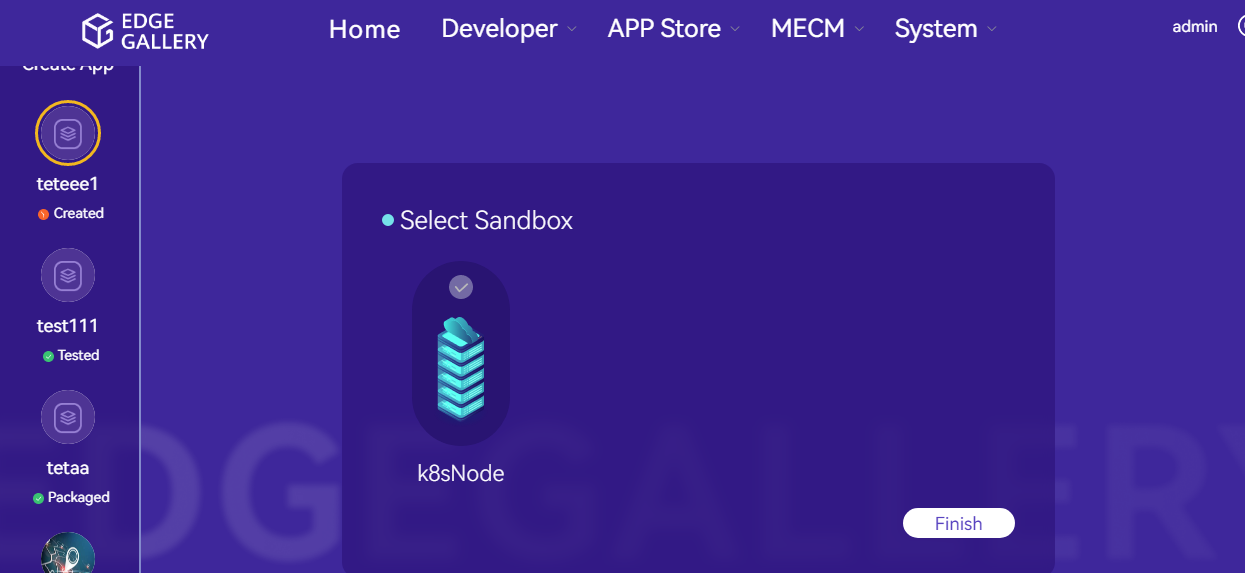 EDGE
GALLERY
Home
Developer
APP Store
MECM
System
admin
Create App
teteee1
Created
test111
Tested
tetaa
Packaged
Select Sandbox
k8sNode
Finish
EDGEGALLERY